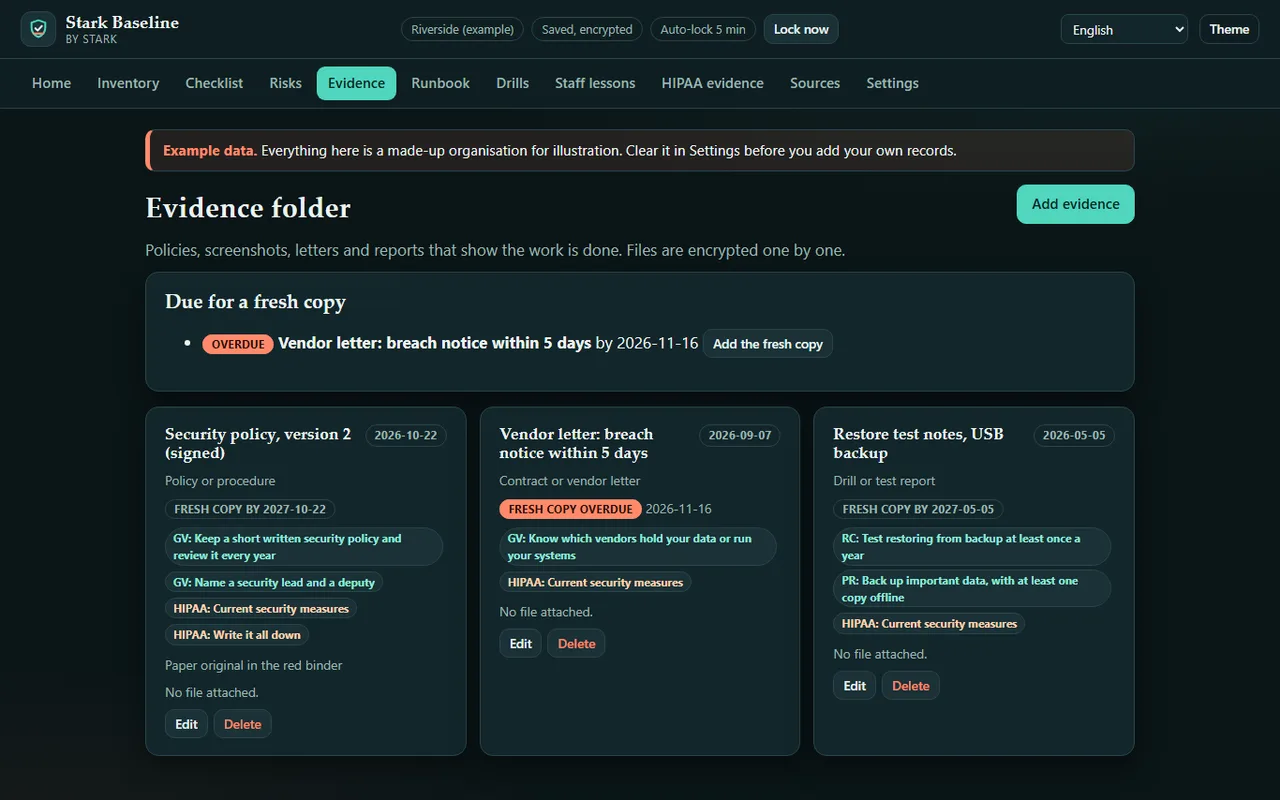 Stark Baseline
BY STARK
Riverside (example)
Saved, encrypted
Auto-lock 5 min
Lock now
English
Theme
Home
Inventory
Checklist
Risks
Evidence
Runbook
Drills
Staff lessons
HIPAA evidence
Sources
Settings
Example data. Everything here is a made-up organisation for illustration. Clear it in Settings before you add your own records.
Evidence folder
Add evidence
Policies, screenshots, letters and reports that show the work is done. Files are encrypted one by one.
Due for a fresh copy
OVERDUE Vendor letter: breach notice within 5 days by 2026-11-16 Add the fresh copy
Security policy, version 2
(signed)
2026-10-22
Policy or procedure
FRESH COPY BY 2027-10-22
GV: Keep a short written security policy and
review it every year
GV: Name a security lead and a deputy
HIPAA: Current security measures
HIPAA: Write it all down
Paper original in the red binder
No file attached.
Edit
Delete
Vendor letter: breach
notice within 5 days
2026-09-07
Contract or vendor letter
FRESH COPY OVERDUE 2026-11-16
GV: Know which vendors hold your data or run
your systems
HIPAA: Current security measures
No file attached.
Edit
Delete
Restore test notes, USB
backup
2026-05-05
Drill or test report
FRESH COPY BY 2027-05-05
RC: Test restoring from backup at least once a
year
PR: Back up important data, with at least one
copy offline
HIPAA: Current security measures
No file attached.
Edit
Delete